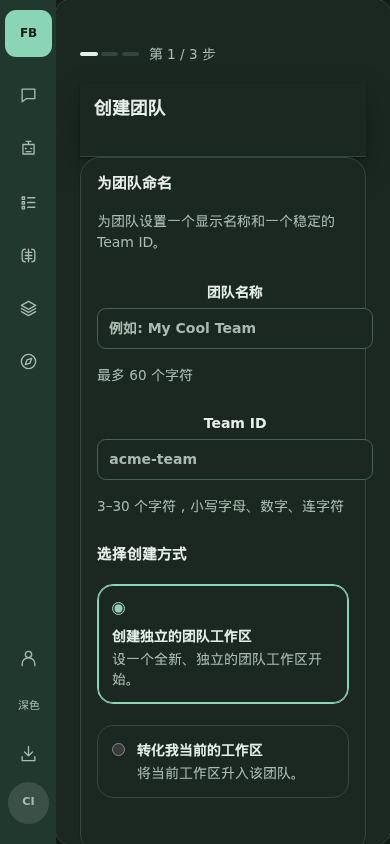 FB
第 1 / 3 步
创建团队
为团队命名
为团队设置一个显示名称和一个稳定的
Team ID。
团队名称
例如: My Cool Team
最多 60 个字符
Team ID
acme-team
3–30 个字符，小写字母、数字、连字符
选择创建方式
创建独立的团队工作区
设一个全新、独立的团队工作区开
始。
转化我当前的工作区
将当前工作区升入该团队。
深色
CI